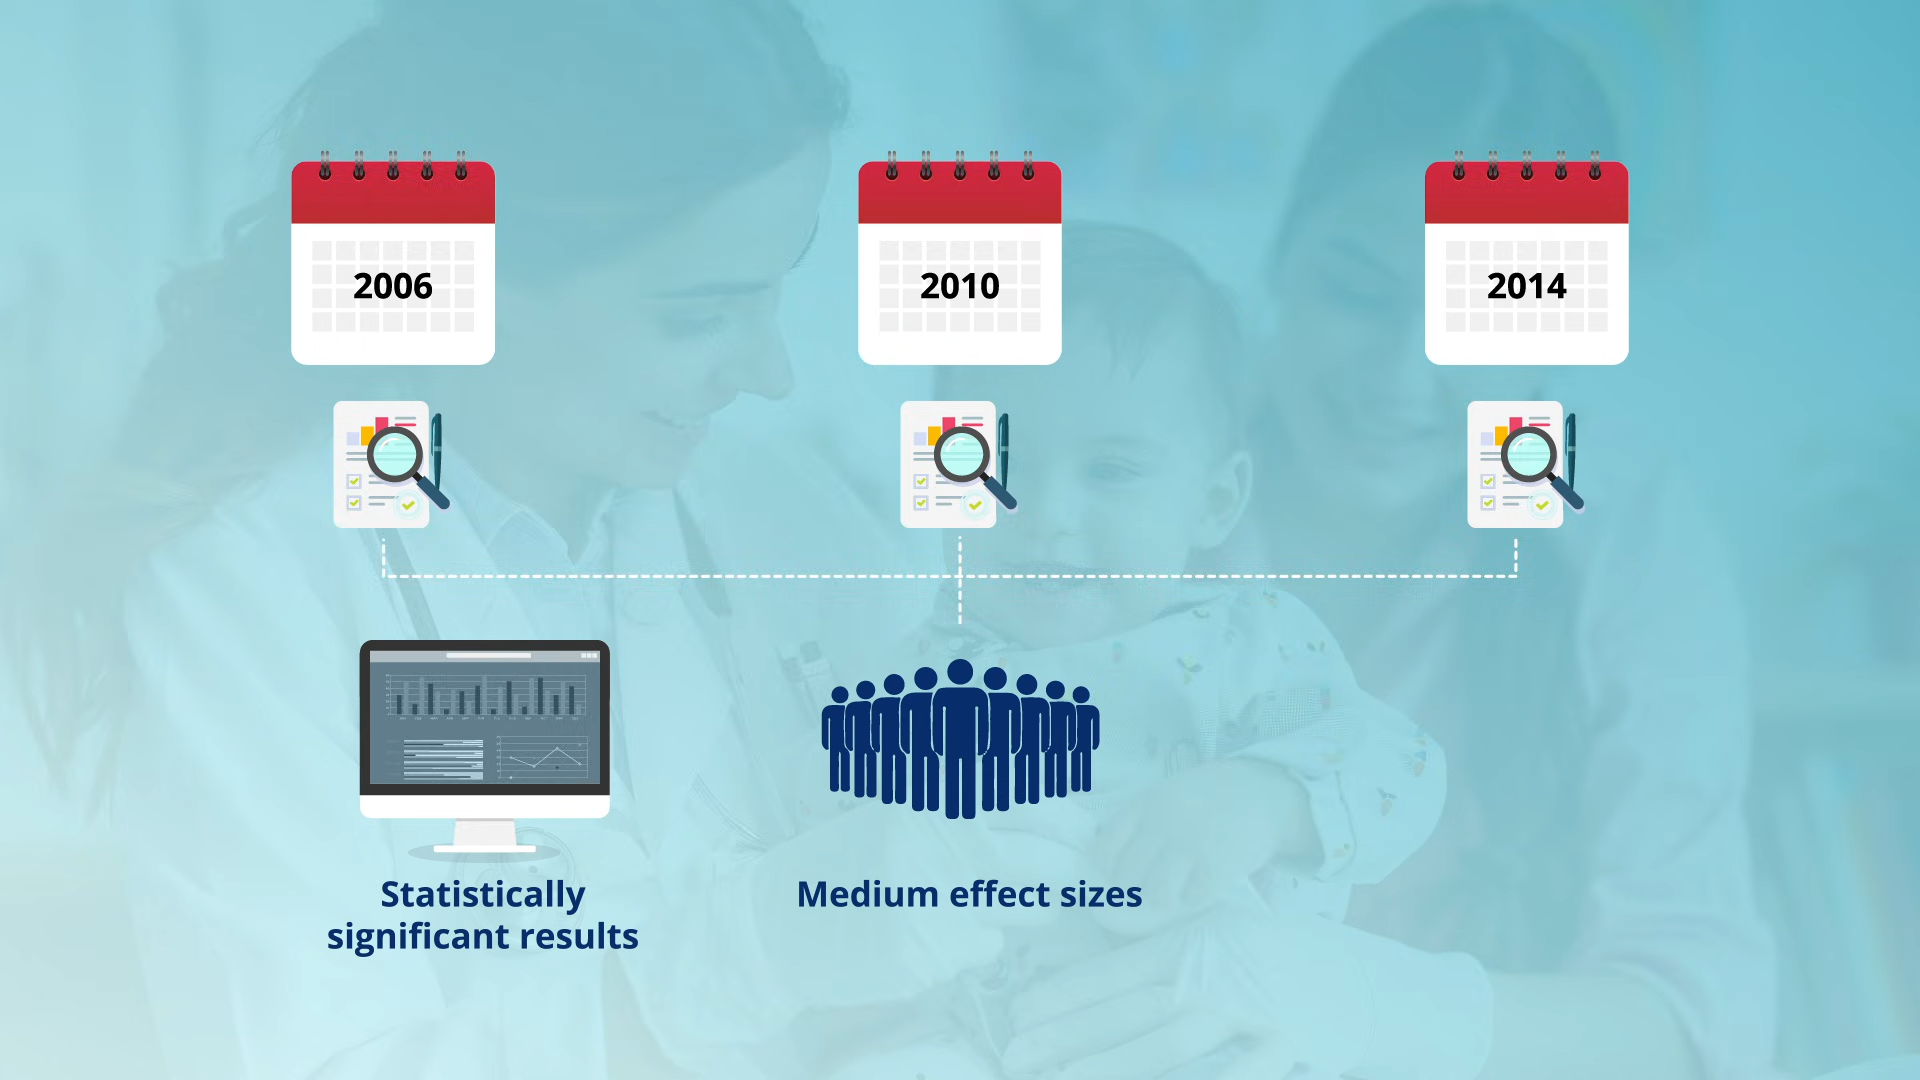 2006
2010
2014
Statistically
significant results
Medium effect sizes